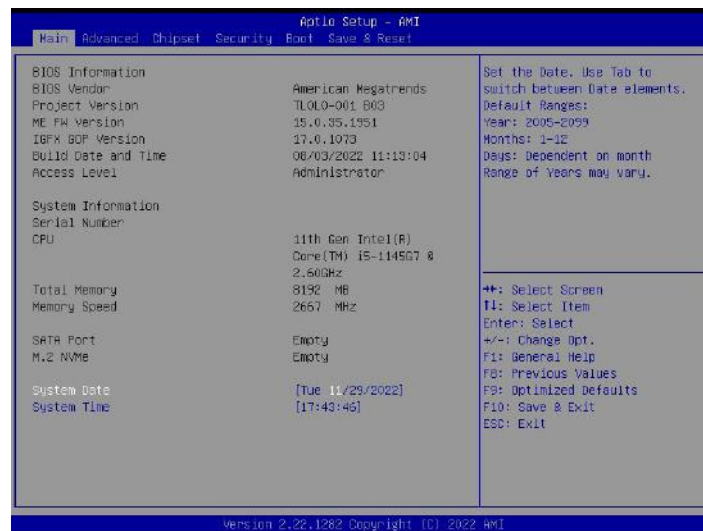 Aptio Setup - AMI
Main Advanced Chipset Security Boot Save & Reset
BIOS Information
BIOS Vendor American Megatrends
Project Version TLOLO-001 B03
ME FW Version 15.0.35.1951
IGFX GOP Version 17.0.1073
Build Date and Time 08/03/2022 11:13:04
Access Level Administrator
System Information
Serial Number
CPU 11th Gen Intel(R)
Core(TM) i5-1145G7 @
2.60GHz
Total Memory 8192 MB
Memory Speed 2667 MHz
SATA Port Empty
M.2 NVMe Empty
System Date [Tue 11/29/2022]
System Time [17:43:46]
Set the Date. Use Tab to
switch between Date elements.
Default Ranges:
Year: 2005-2099
Months: 1-12
Days: Dependent on month
Range of Years may vary.
→←: Select Screen
↑↓: Select Item
Enter: Select
+/-: Change Opt.
F1: General Help
F8: Previous Values
F9: Optimized Defaults
F10: Save & Exit
ESC: Exit
Version 2.22.1282 Copyright (C) 2022 AMI